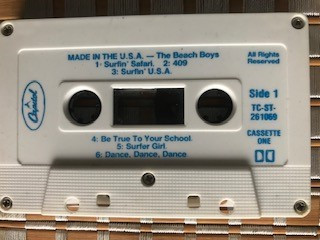 MADE IN THE U.S.A. — The Beach Boys
1: Surfin' Safari. 2: 409
3: Surfin' U.S.A.
All Rights
Reserved
Capitol
Side 1
TC-ST-
261069
CASSETTE
ONE
4: Be True To Your School.
5: Surfer Girl.
6: Dance, Dance, Dance